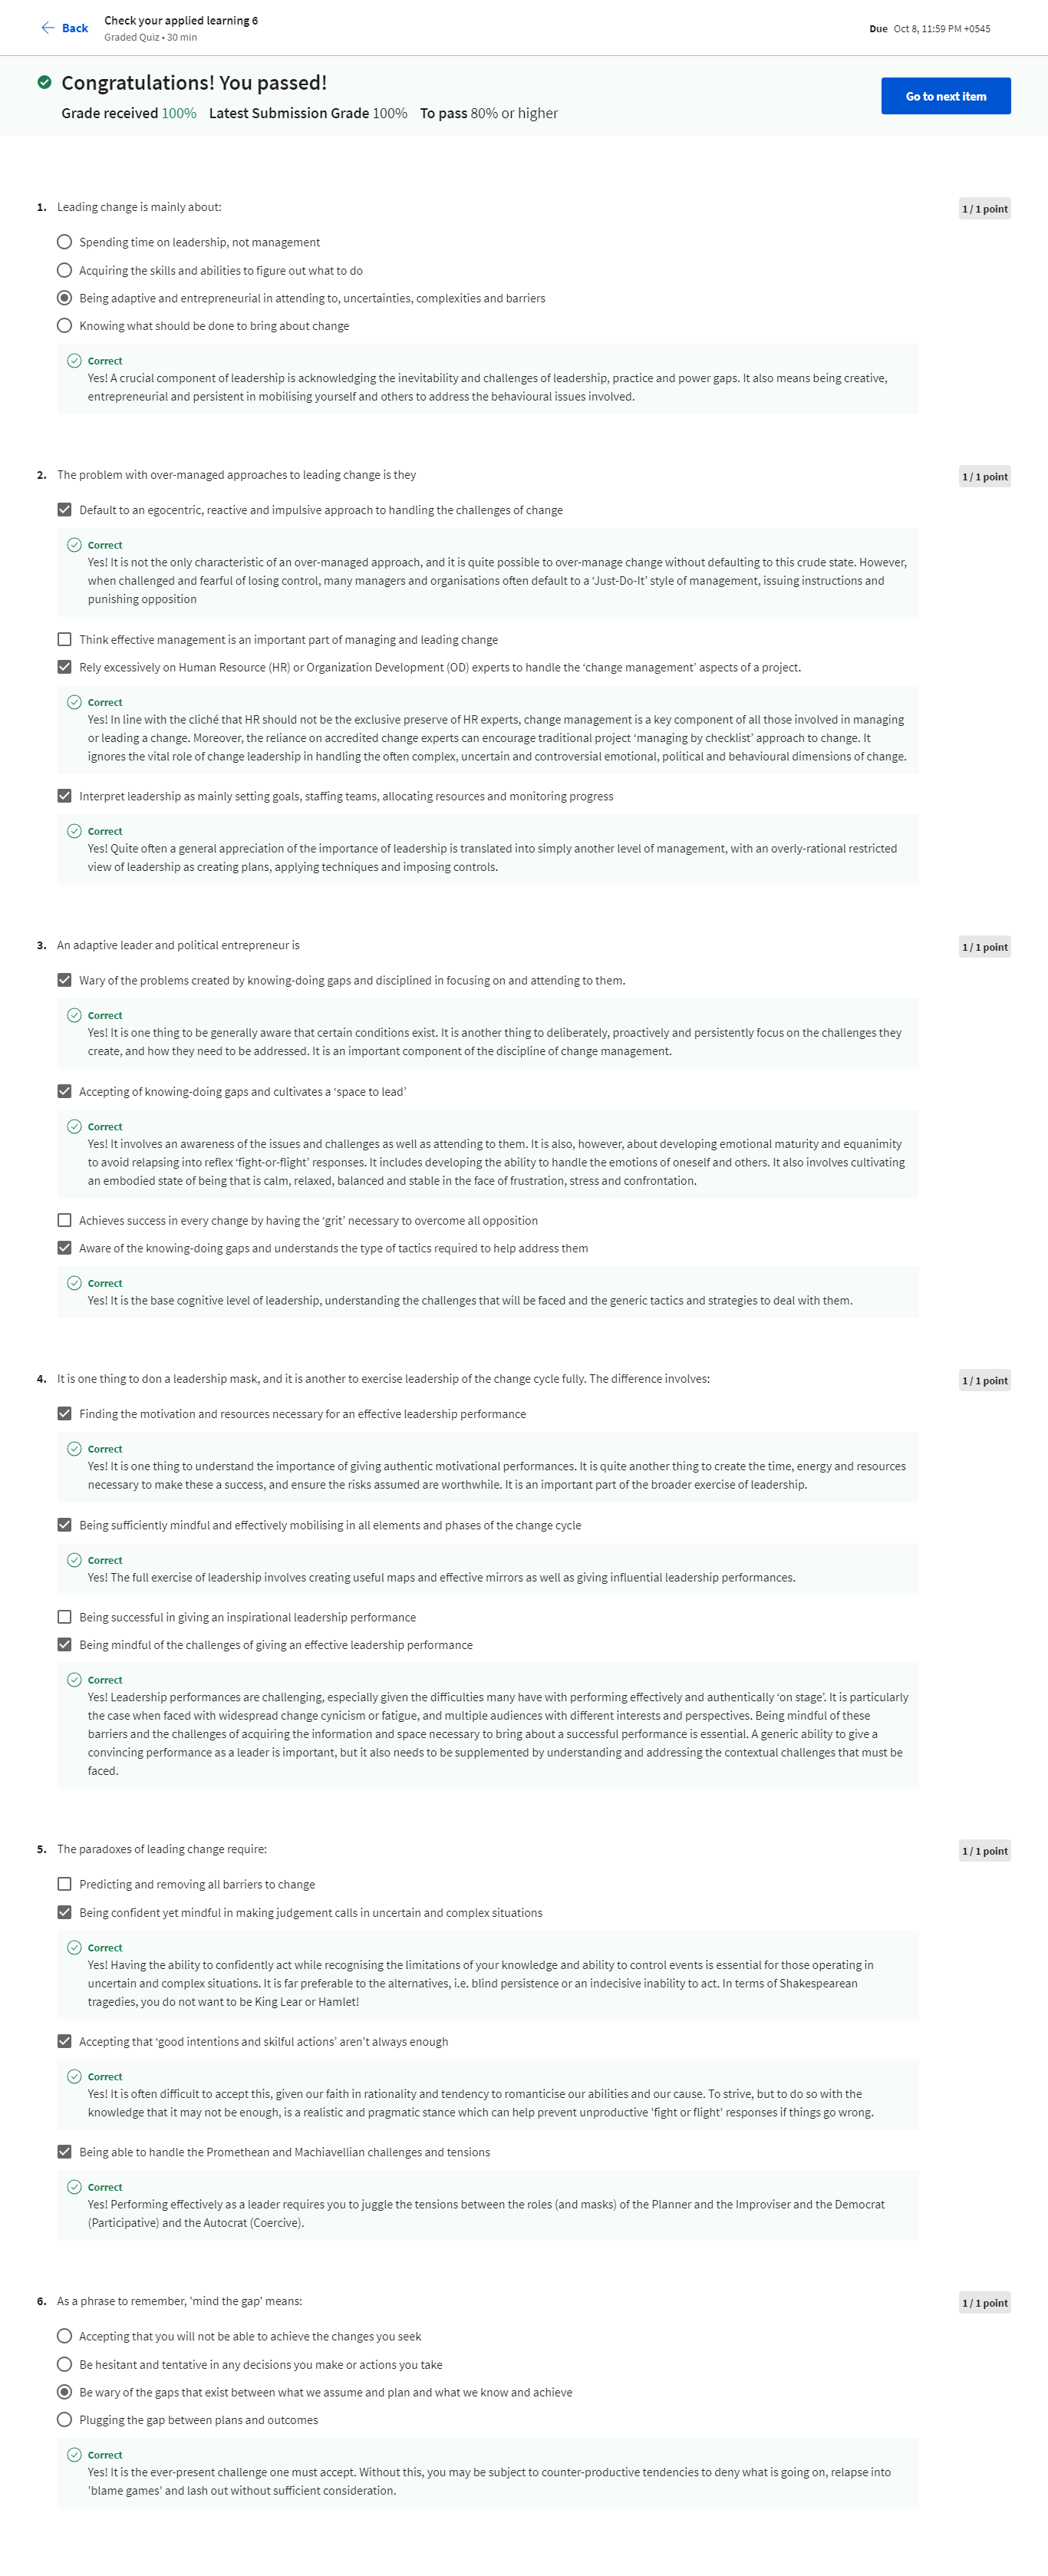 Back
Check your applied learning 6
Graded Quiz • 30 min
Due Oct 8, 11:59 PM +0545
Congratulations! You passed!
Grade received 100% Latest Submission Grade 100% To pass 80% or higher
Go to next item
1. Leading change is mainly about:
1 / 1 point
Spending time on leadership, not management
Acquiring the skills and abilities to figure out what to do
Being adaptive and entrepreneurial in attending to, uncertainties, complexities and barriers
Knowing what should be done to bring about change
Correct
Yes! A crucial component of leadership is acknowledging the inevitability and challenges of leadership, practice and power gaps. It also means being creative,
entrepreneurial and persistent in mobilising yourself and others to address the behavioural issues involved.
2. The problem with over-managed approaches to leading change is they
1 / 1 point
Default to an egocentric, reactive and impulsive approach to handling the challenges of change
Correct
Yes! It is not the only characteristic of an over-managed approach, and it is quite possible to over-manage change without defaulting to this crude state. However,
when challenged and fearful of losing control, many managers and organisations often default to a ‘Just-Do-It’ style of management, issuing instructions and
punishing opposition
Think effective management is an important part of managing and leading change
Rely excessively on Human Resource (HR) or Organization Development (OD) experts to handle the ‘change management’ aspects of a project.
Correct
Yes! In line with the cliché that HR should not be the exclusive preserve of HR experts, change management is a key component of all those involved in managing
or leading a change. Moreover, the reliance on accredited change experts can encourage traditional project ‘managing by checklist’ approach to change. It
ignores the vital role of change leadership in handling the often complex, uncertain and controversial emotional, political and behavioural dimensions of change.
Interpret leadership as mainly setting goals, staffing teams, allocating resources and monitoring progress
Correct
Yes! Quite often a general appreciation of the importance of leadership is translated into simply another level of management, with an overly-rational restricted
view of leadership as creating plans, applying techniques and imposing controls.
3. An adaptive leader and political entrepreneur is
1 / 1 point
Wary of the problems created by knowing-doing gaps and disciplined in focusing on and attending to them.
Correct
Yes! It is one thing to be generally aware that certain conditions exist. It is another thing to deliberately, proactively and persistently focus on the challenges they
create, and how they need to be addressed. It is an important component of the discipline of change management.
Accepting of knowing-doing gaps and cultivates a ‘space to lead’
Correct
Yes! It involves an awareness of the issues and challenges as well as attending to them. It is also, however, about developing emotional maturity and equanimity
to avoid relapsing into reflex ‘fight-or-flight’ responses. It includes developing the ability to handle the emotions of oneself and others. It also involves cultivating
an embodied state of being that is calm, relaxed, balanced and stable in the face of frustration, stress and confrontation.
Achieves success in every change by having the ‘grit’ necessary to overcome all opposition
Aware of the knowing-doing gaps and understands the type of tactics required to help address them
Correct
Yes! It is the base cognitive level of leadership, understanding the challenges that will be faced and the generic tactics and strategies to deal with them.
4. It is one thing to don a leadership mask, and it is another to exercise leadership of the change cycle fully. The difference involves:
1 / 1 point
Finding the motivation and resources necessary for an effective leadership performance
Correct
Yes! It is one thing to understand the importance of giving authentic motivational performances. It is quite another thing to create the time, energy and resources
necessary to make these a success, and ensure the risks assumed are worthwhile. It is an important part of the broader exercise of leadership.
Being sufficiently mindful and effectively mobilising in all elements and phases of the change cycle
Correct
Yes! The full exercise of leadership involves creating useful maps and effective mirrors as well as giving influential leadership performances.
Being successful in giving an inspirational leadership performance
Being mindful of the challenges of giving an effective leadership performance
Correct
Yes! Leadership performances are challenging, especially given the difficulties many have with performing effectively and authentically ‘on stage’. It is particularly
the case when faced with widespread change cynicism or fatigue, and multiple audiences with different interests and perspectives. Being mindful of these
barriers and the challenges of acquiring the information and space necessary to bring about a successful performance is essential. A generic ability to give a
convincing performance as a leader is important, but it also needs to be supplemented by understanding and addressing the contextual challenges that must be
faced.
5. The paradoxes of leading change require:
1 / 1 point
Predicting and removing all barriers to change
Being confident yet mindful in making judgement calls in uncertain and complex situations
Correct
Yes! Having the ability to confidently act while recognising the limitations of your knowledge and ability to control events is essential for those operating in
uncertain and complex situations. It is far preferable to the alternatives, i.e. blind persistence or an indecisive inability to act. In terms of Shakespearean
tragedies, you do not want to be King Lear or Hamlet!
Accepting that ‘good intentions and skilful actions’ aren’t always enough
Correct
Yes! It is often difficult to accept this, given our faith in rationality and tendency to romanticise our abilities and our cause. To strive, but to do so with the
knowledge that it may not be enough, is a realistic and pragmatic stance which can help prevent unproductive 'fight or flight' responses if things go wrong.
Being able to handle the Promethean and Machiavellian challenges and tensions
Correct
Yes! Performing effectively as a leader requires you to juggle the tensions between the roles (and masks) of the Planner and the Improviser and the Democrat
(Participative) and the Autocrat (Coercive).
6. As a phrase to remember, 'mind the gap' means:
1 / 1 point
Accepting that you will not be able to achieve the changes you seek
Be hesitant and tentative in any decisions you make or actions you take
Be wary of the gaps that exist between what we assume and plan and what we know and achieve
Plugging the gap between plans and outcomes
Correct
Yes! It is the ever-present challenge one must accept. Without this, you may be subject to counter-productive tendencies to deny what is going on, relapse into
'blame games' and lash out without sufficient consideration.